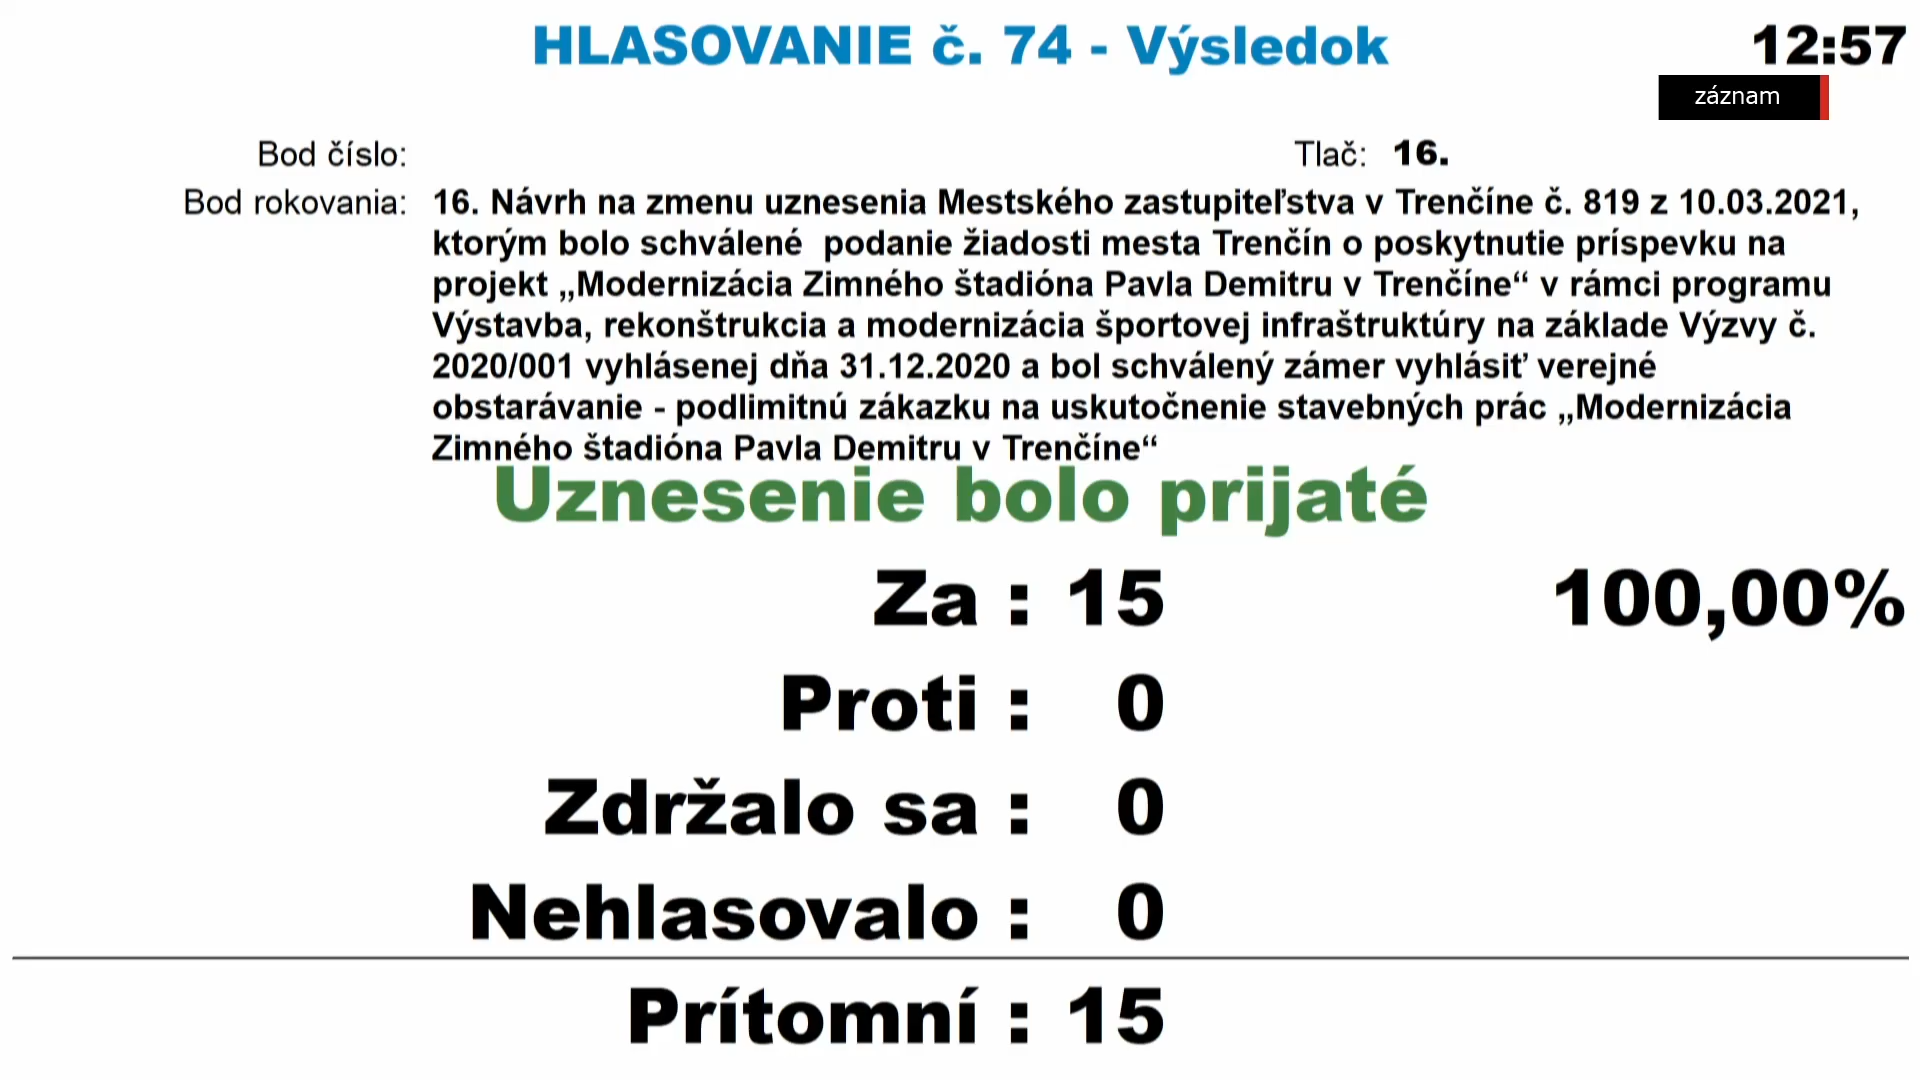 HLASOVANIE č. 74 - Výsledok
12:57
záznam
Bod číslo:
Tlač: 16.
Bod rokovania: 16. Návrh na zmenu uznesenia Mestského zastupiteľstva v Trenčíne č. 819 z 10.03.2021,
ktorým bolo schválené  podanie žiadosti mesta Trenčín o poskytnutie príspevku na
projekt „Modernizácia Zimného štadióna Pavla Demitru v Trenčíne“ v rámci programu
Výstavba, rekonštrukcia a modernizácia športovej infraštruktúry na základe Výzvy č.
2020/001 vyhlásenej dňa 31.12.2020 a bol schválený zámer vyhlásiť verejné
obstarávanie - podlimitnú zákazku na uskutočnenie stavebných prác „Modernizácia
Zimného štadióna Pavla Demitru v Trenčíne“
Uznesenie bolo prijaté
Za : 15 100,00%
Proti : 0
Zdržalo sa : 0
Nehlasovalo : 0
Prítomní : 15